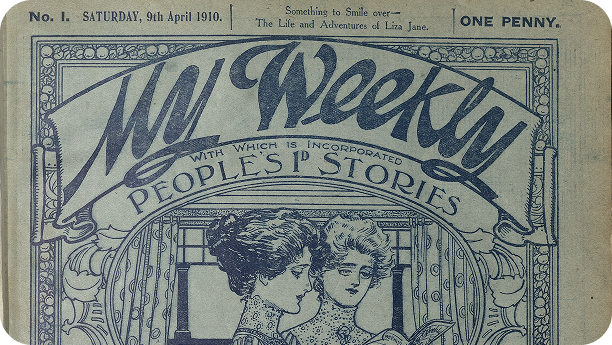 No. 1. SATURDAY, 9th April 1910.
Something to Smile over—
The Life and Adventures of Liza Jane.
ONE PENNY.
My Weekly
WITH WHICH IS INCORPORATED
PEOPLE'S 1D STORIES